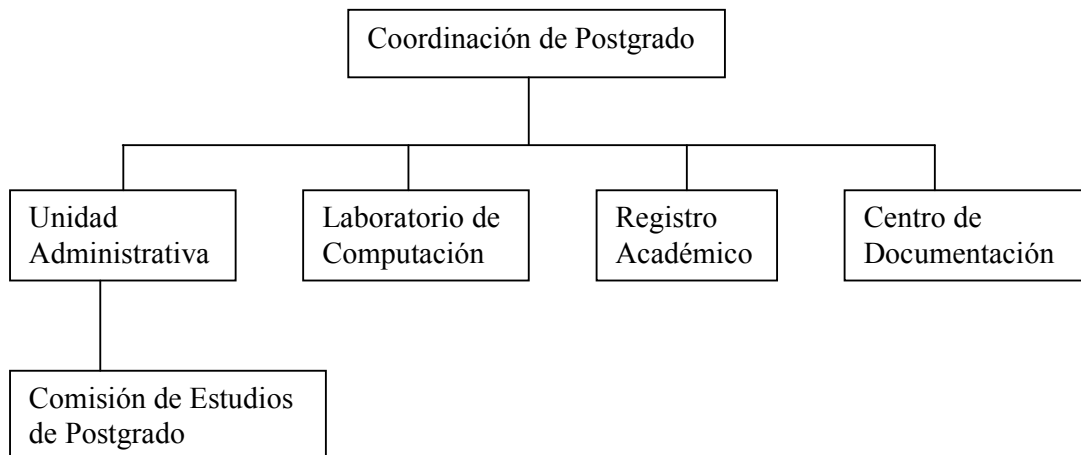 Coordinación de Postgrado
Unidad
Administrativa
Laboratorio de
Computación
Registro
Académico
Centro de
Documentación
Comisión de Estudios
de Postgrado